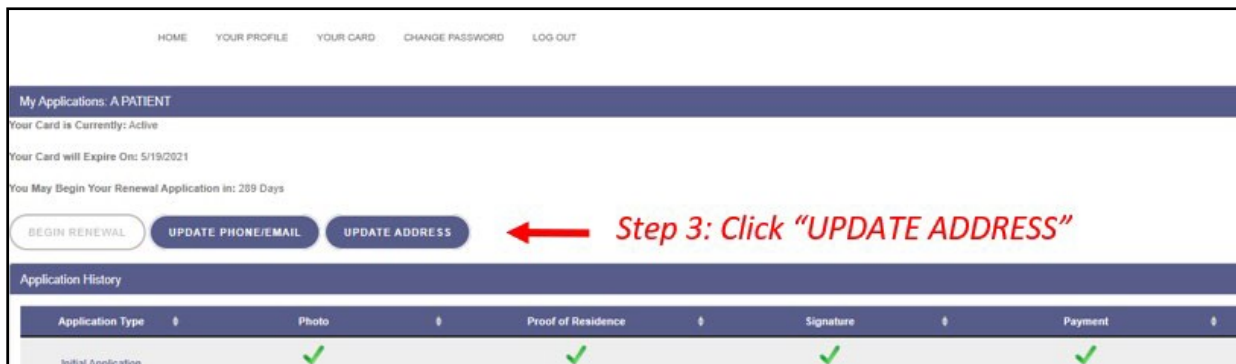 HOME YOUR PROFILE YOUR CARD CHANGE PASSWORD LOG OUT
My Applications: A PATIENT
Your Card is Currently: Active
Your Card will Expire On: 5/19/2021
You May Begin Your Renewal Application in: 289 Days
BEGIN RENEWAL UPDATE PHONE/EMAIL UPDATE ADDRESS Step 3: Click “UPDATE ADDRESS”
Application History
Application Type Photo Proof of Residence Signature Payment
Initial Application